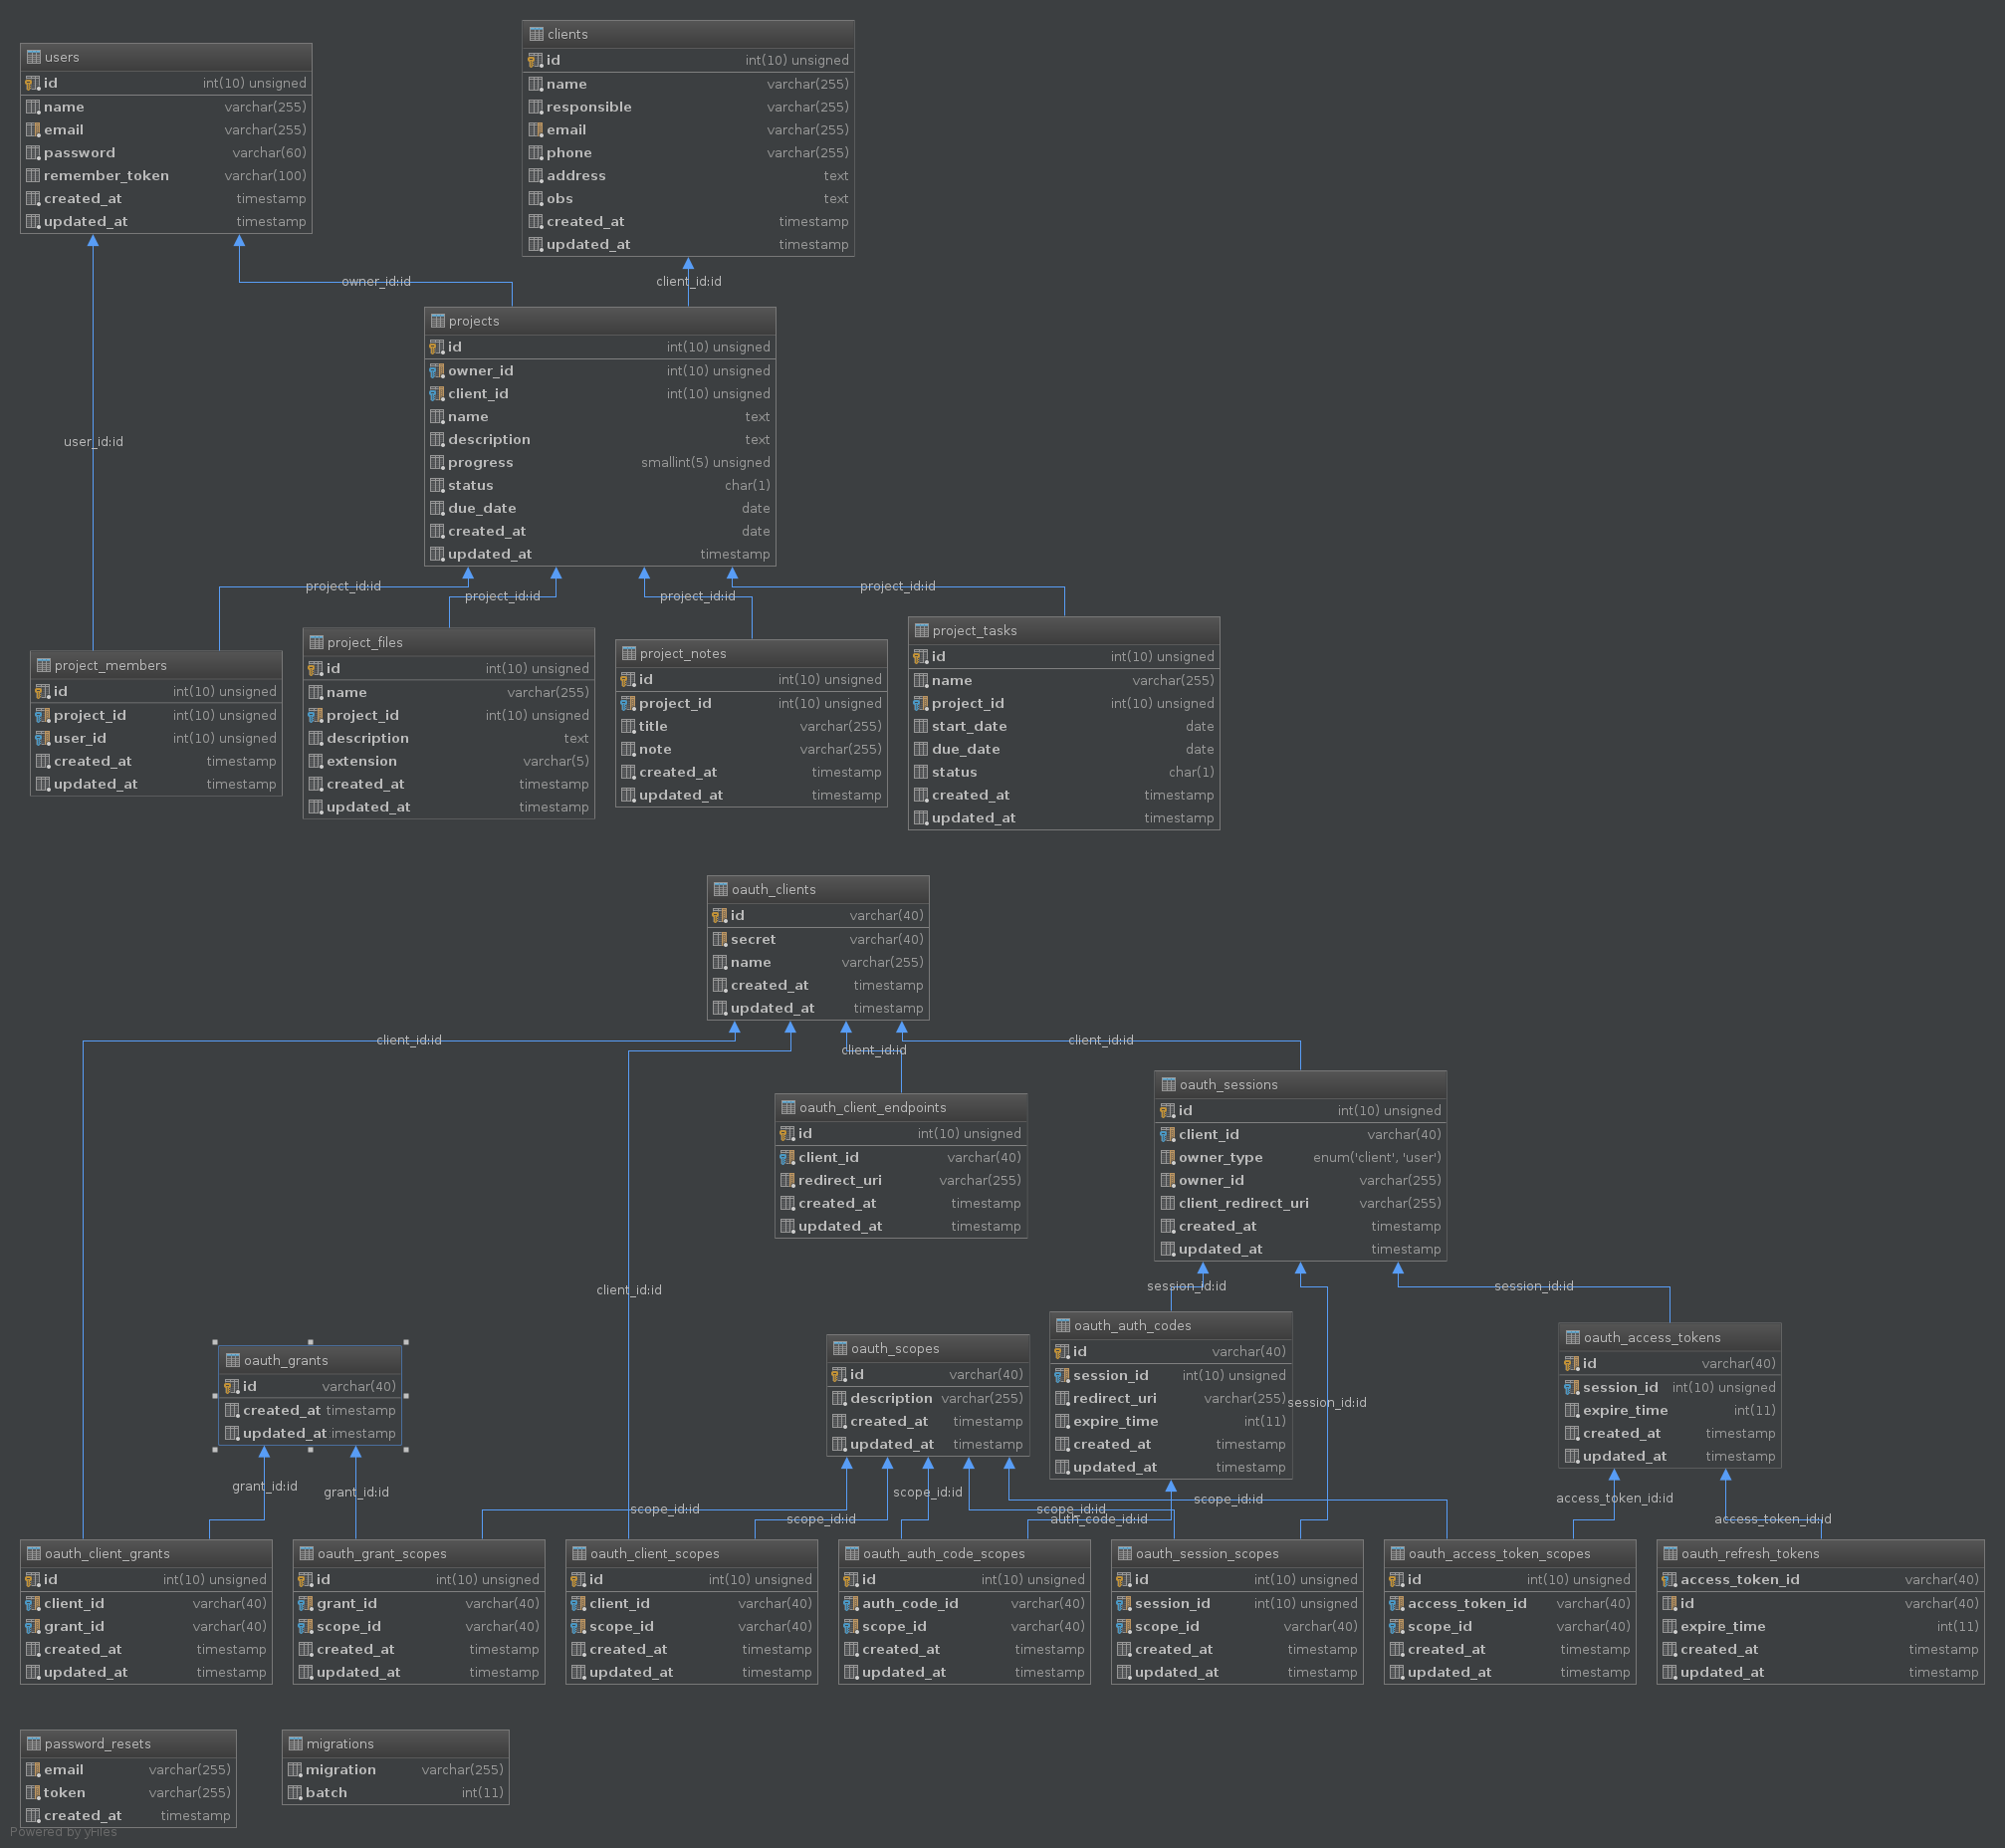 users
id int(10) unsigned
name varchar(255)
email varchar(255)
password varchar(60)
remember_token varchar(100)
created_at timestamp
updated_at timestamp
clients
id int(10) unsigned
name varchar(255)
responsible varchar(255)
email varchar(255)
phone varchar(255)
address text
obs text
created_at timestamp
updated_at timestamp
owner_id:id
client_id:id
projects
id int(10) unsigned
owner_id int(10) unsigned
client_id int(10) unsigned
name text
description text
progress smallint(5) unsigned
status char(1)
due_date date
created_at date
updated_at timestamp
user_id:id
project_id:id
project_id:id
project_id:id
project_id:id
project_members
id int(10) unsigned
project_id int(10) unsigned
user_id int(10) unsigned
created_at timestamp
updated_at timestamp
project_files
id int(10) unsigned
name varchar(255)
project_id int(10) unsigned
description text
extension varchar(5)
created_at timestamp
updated_at timestamp
project_notes
id int(10) unsigned
project_id int(10) unsigned
title varchar(255)
note varchar(255)
created_at timestamp
updated_at timestamp
project_tasks
id int(10) unsigned
name varchar(255)
project_id int(10) unsigned
start_date date
due_date date
status char(1)
created_at timestamp
updated_at timestamp
oauth_clients
id varchar(40)
secret varchar(40)
name varchar(255)
created_at timestamp
updated_at timestamp
client_id:id
client_id:id
client_id:id
oauth_client_endpoints
id int(10) unsigned
client_id varchar(40)
redirect_uri varchar(255)
created_at timestamp
updated_at timestamp
oauth_sessions
id int(10) unsigned
client_id varchar(40)
owner_type enum('client', 'user')
owner_id varchar(255)
client_redirect_uri varchar(255)
created_at timestamp
updated_at timestamp
client_id:id
session_id:id
session_id:id
oauth_grants
id varchar(40)
created_at timestamp
updated_at imestamp
oauth_scopes
id varchar(40)
description varchar(255)
created_at timestamp
updated_at timestamp
oauth_auth_codes
id varchar(40)
session_id int(10) unsigned
redirect_uri varchar(255)
expire_time int(11)
created_at timestamp
updated_at timestamp
session_id:id
oauth_access_tokens
id varchar(40)
session_id int(10) unsigned
expire_time int(11)
created_at timestamp
updated_at timestamp
grant_id:id
grant_id:id
scope_id:id
scope_id:id
scope_id:id
scope_id:id
auth_code_id:id
scope_id:id
access_token_id:id
access_token_id:id
oauth_client_grants
id int(10) unsigned
client_id varchar(40)
grant_id varchar(40)
created_at timestamp
updated_at timestamp
oauth_grant_scopes
id int(10) unsigned
grant_id varchar(40)
scope_id varchar(40)
created_at timestamp
updated_at timestamp
oauth_client_scopes
id int(10) unsigned
client_id varchar(40)
scope_id varchar(40)
created_at timestamp
updated_at timestamp
oauth_auth_code_scopes
id int(10) unsigned
auth_code_id varchar(40)
scope_id varchar(40)
created_at timestamp
updated_at timestamp
oauth_session_scopes
id int(10) unsigned
session_id int(10) unsigned
scope_id varchar(40)
created_at timestamp
updated_at timestamp
oauth_access_token_scopes
id int(10) unsigned
access_token_id varchar(40)
scope_id varchar(40)
created_at timestamp
updated_at timestamp
oauth_refresh_tokens
access_token_id varchar(40)
id varchar(40)
expire_time int(11)
created_at timestamp
updated_at timestamp
password_resets
email varchar(255)
token varchar(255)
created_at timestamp
migrations
migration varchar(255)
batch int(11)
Powered by yFiles